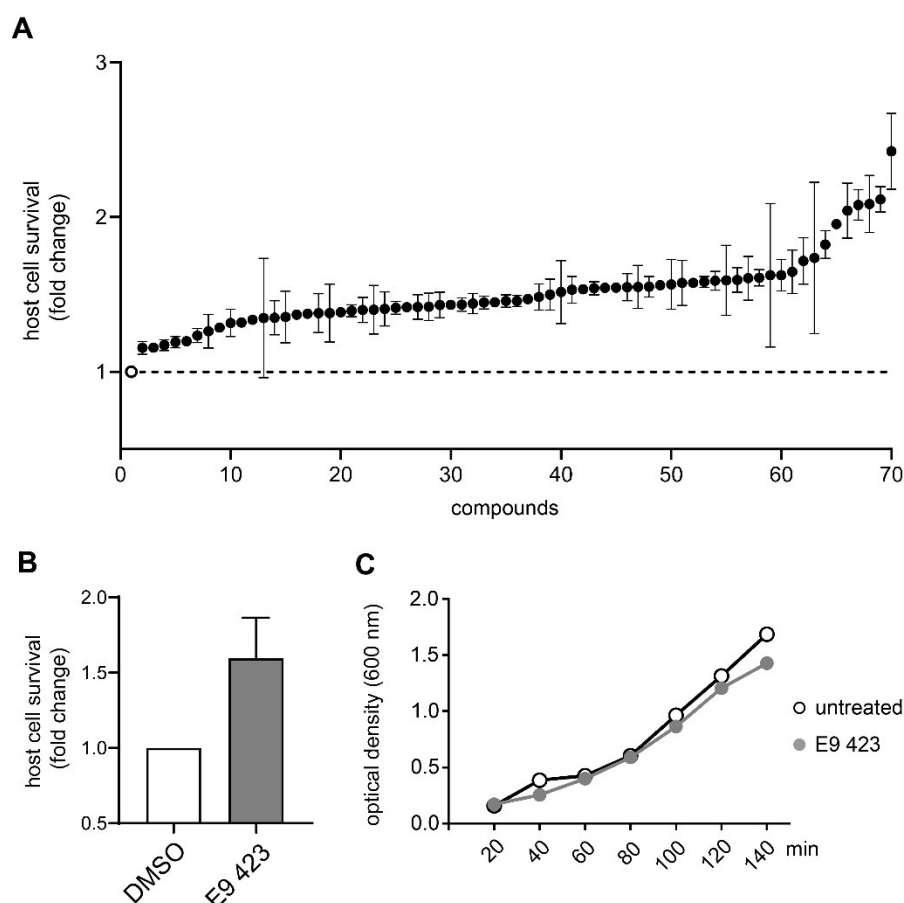 A
3
2
1
host cell survival
(fold change)
0 10 20 30 40 50 60 70
compounds
B
2.0
1.5
1.0
0.5
host cell survival
(fold change)
DMSO
E9 423
C
2.0
1.5
1.0
0.5
0.0
optical density (600 nm)
20 40 60 80 100 120 140 min
untreated
E9 423